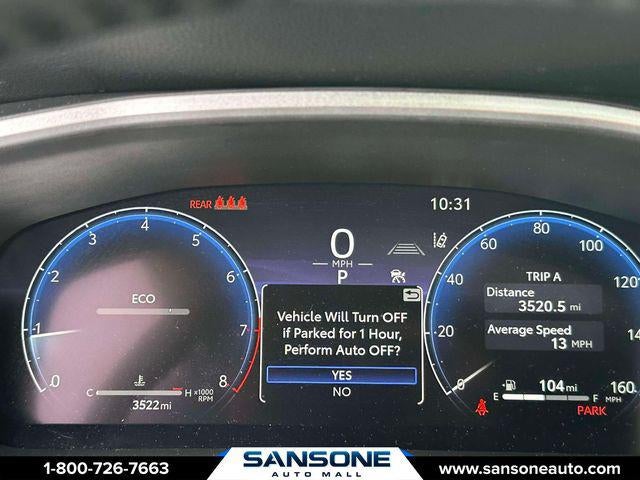 REAR
10:31
0
MPH
P
0
1
2
3
4
5
6
7
8
ECO
C H
x1000
RPM
3522 mi
Vehicle Will Turn OFF
if Parked for 1 Hour,
Perform Auto OFF?
YES
NO
0
20
40
60
80
100
120
14
160
MPH
TRIP A
Distance
3520.5 mi
Average Speed
13 MPH
104 mi
E F
PARK
1-800-726-7663
SANSONE
AUTO MALL
www.sansoneauto.com